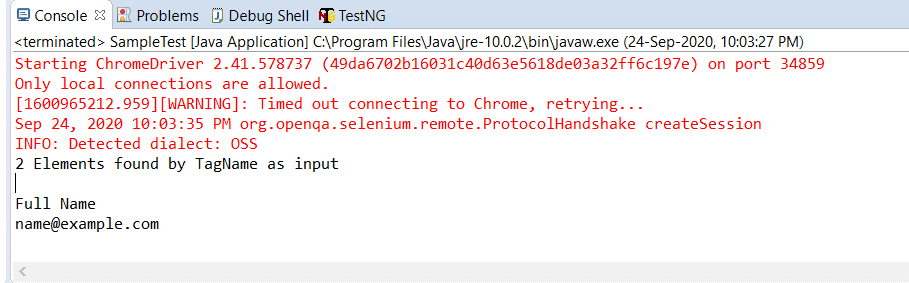 Console Problems Debug Shell TestNG
<terminated> SampleTest [Java Application] C:\Program Files\Java\jre-10.0.2\bin\javaw.exe (24-Sep-2020, 10:03:27 PM)
Starting ChromeDriver 2.41.578737 (49da6702b16031c40d63e5618de03a32ff6c197e) on port 34859
Only local connections are allowed.
[1600965212.959][WARNING]: Timed out connecting to Chrome, retrying...
Sep 24, 2020 10:03:35 PM org.openqa.selenium.remote.ProtocolHandshake createSession
INFO: Detected dialect: OSS
2 Elements found by TagName as input
Full Name
name@example.com